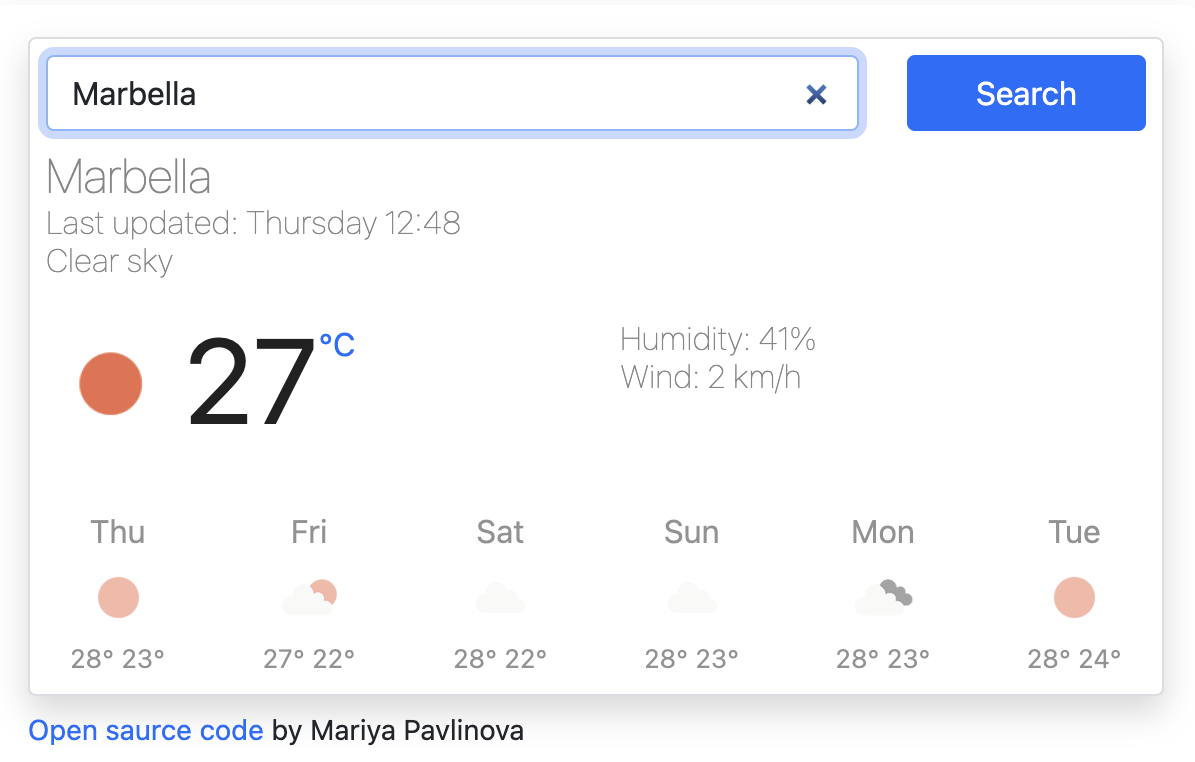 Marbella
Search
Marbella
Last updated: Thursday 12:48
Clear sky
27 °C
Humidity: 41%
Wind: 2 km/h
Thu Fri Sat Sun Mon Tue
28° 23° 27° 22° 28° 22° 28° 23° 28° 23° 28° 24°
Open saurce code by Mariya Pavlinova